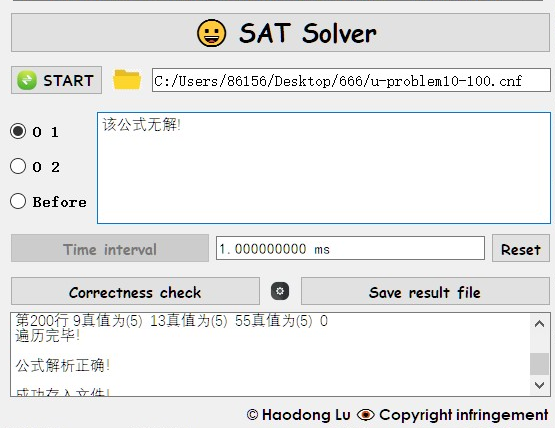 SAT Solver
START
C:/Users/86156/Desktop/666/u-problem10-100.cnf
O 1
O 2
Before
该公式无解!
Time interval
1.000000000 ms
Reset
Correctness check
Save result file
第200行 9真值为(5) 13真值为(5) 55真值为(5) 0
遍历完毕!
公式解析正确!
成功存入文件!
© Haodong Lu Copyright infringement